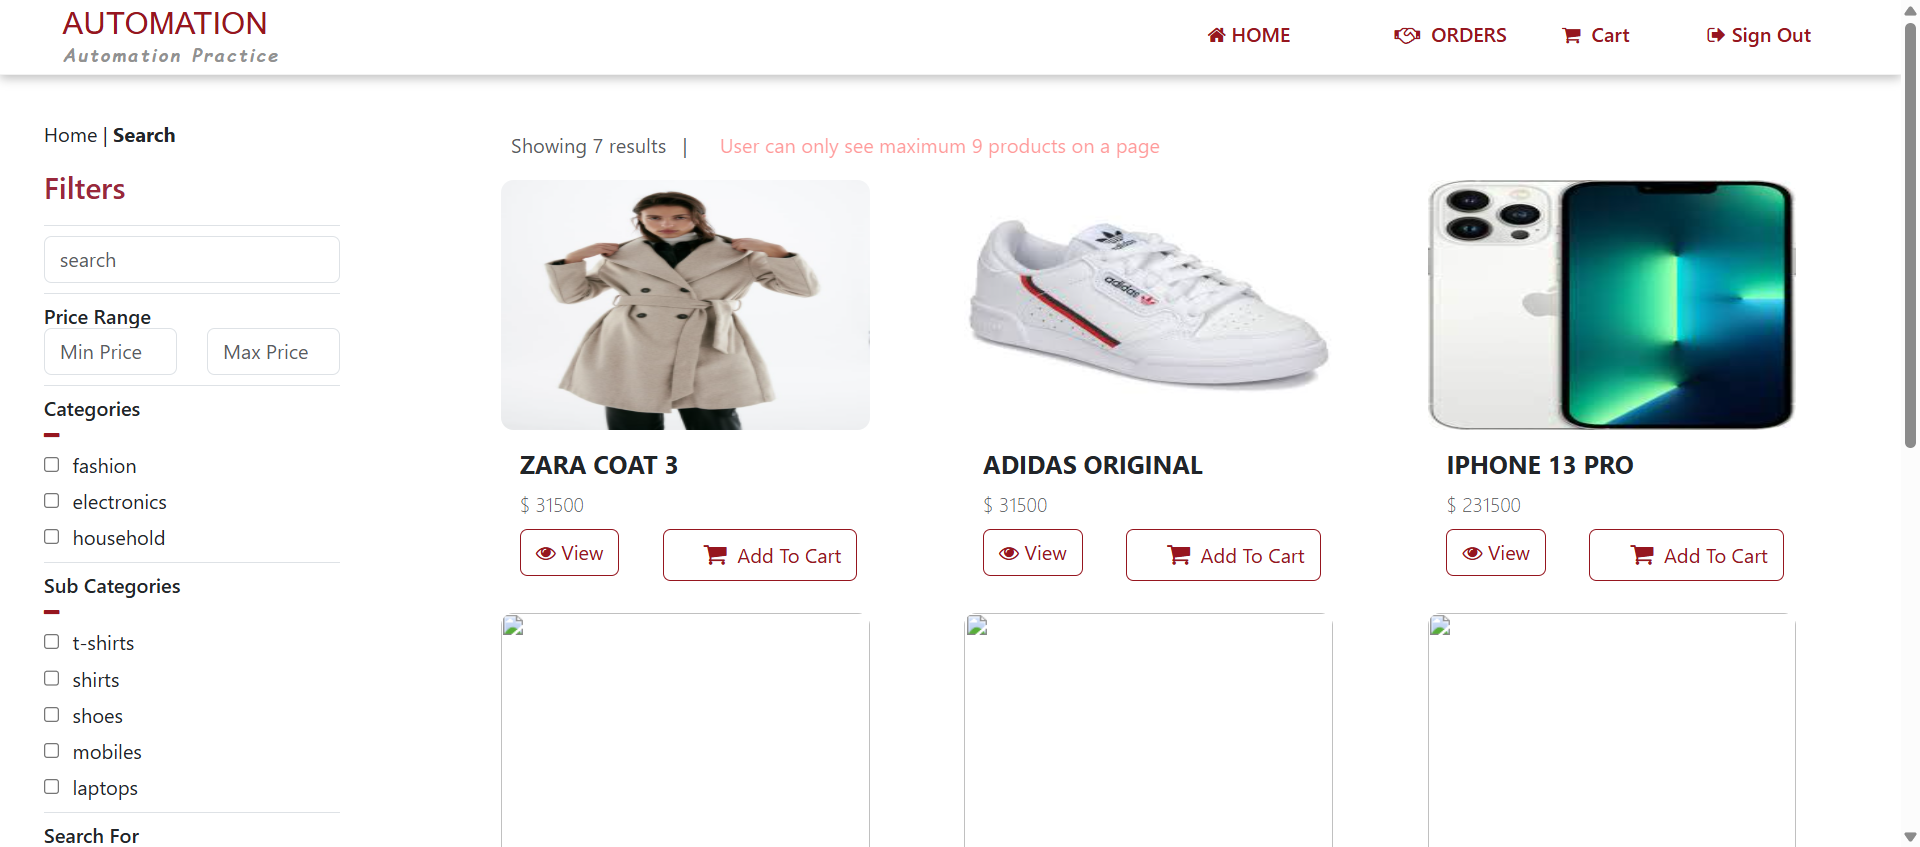 AUTOMATION
Automation Practice
HOME
ORDERS
Cart
Sign Out
Home | Search
Filters
search
Price Range
Min Price
Max Price
Categories
fashion
electronics
household
Sub Categories
t-shirts
shirts
shoes
mobiles
laptops
Search For
Showing 7 results |
User can only see maximum 9 products on a page
adidas
adidas
ZARA COAT 3
$ 31500
View
Add To Cart
ADIDAS ORIGINAL
$ 31500
View
Add To Cart
IPHONE 13 PRO
$ 231500
View
Add To Cart